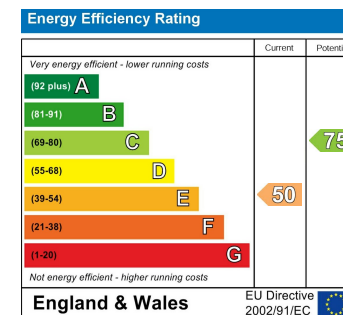 Energy Efficiency Rating
Current Potenti
Very energy efficient - lower running costs
(92 plus) A
(81-91) B
(69-80) C
75
(55-68) D
(39-54) E
50
(21-38) F
(1-20) G
Not energy efficient - higher running costs
England & Wales
EU Directive
2002/91/EC